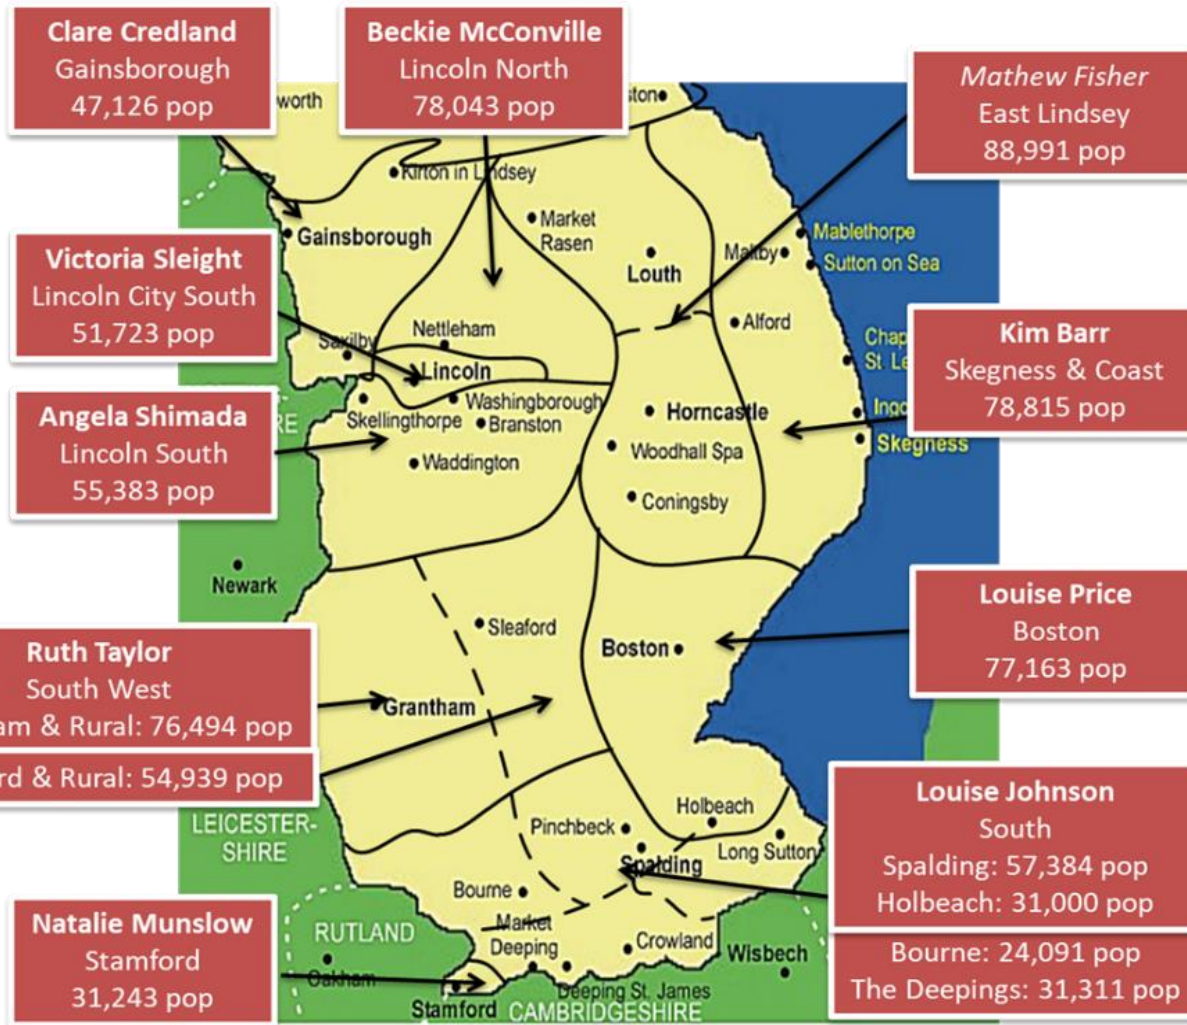 Clare Credland
Gainsborough
47,126 pop
Beckie McConville
Lincoln North
78,043 pop
Mathew Fisher
East Lindsey
88,991 pop
worth
ston
Kirton in Lindsey
Market
Rasen
Gainsborough
Louth
Maltby
Mablethorpe
Sutton on Sea
Victoria Sleight
Lincoln City South
51,723 pop
Saxilby
Nettleham
Lincoln
Alford
Chap
St. Le
Kim Barr
Skegness & Coast
78,815 pop
Angela Shimada
Lincoln South
55,383 pop
RE
Skellingthorpe
Washingborough
Branston
Waddington
Horncastle
Woodhall Spa
Coningsby
Ingo
Skegness
Newark
Sleaford
Boston
Louise Price
Boston
77,163 pop
Ruth Taylor
South West
am & Rural: 76,494 pop
rd & Rural: 54,939 pop
Grantham
LEICESTER-
SHIRE
Pinchbeck
Holbeach
Spalding
Long Sutton
Louise Johnson
South
Spalding: 57,384 pop
Holbeach: 31,000 pop
Bourne: 24,091 pop
The Deepings: 31,311 pop
Natalie Munslow
Stamford
31,243 pop
RUTLAND
Oakham
Bourne
Market
Deeping
Crowland
Wisbech
Stamford
Deeping St. James
CAMBRIDGESHIRE